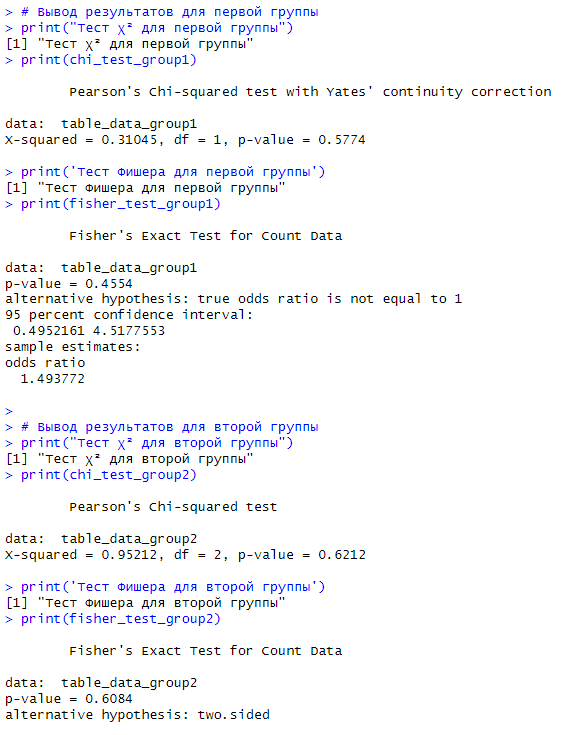 > # Вывод результатов для первой группы
> print("Тест χ² для первой группы")
[1] "Тест χ² для первой группы"
> print(chi_test_group1)
Pearson's Chi-squared test with Yates' continuity correction
data:  table_data_group1
X-squared = 0.31045, df = 1, p-value = 0.5774
> print('Тест Фишера для первой группы')
[1] "Тест Фишера для первой группы"
> print(fisher_test_group1)
Fisher's Exact Test for Count Data
data:  table_data_group1
p-value = 0.4554
alternative hypothesis: true odds ratio is not equal to 1
95 percent confidence interval:
0.4952161 4.5177553
sample estimates:
odds ratio
1.493772
>
> # Вывод результатов для второй группы
> print("Тест χ² для второй группы")
[1] "Тест χ² для второй группы"
> print(chi_test_group2)
Pearson's Chi-squared test
data:  table_data_group2
X-squared = 0.95212, df = 2, p-value = 0.6212
> print('Тест Фишера для второй группы')
[1] "Тест Фишера для второй группы"
> print(fisher_test_group2)
Fisher's Exact Test for Count Data
data:  table_data_group2
p-value = 0.6084
alternative hypothesis: two.sided